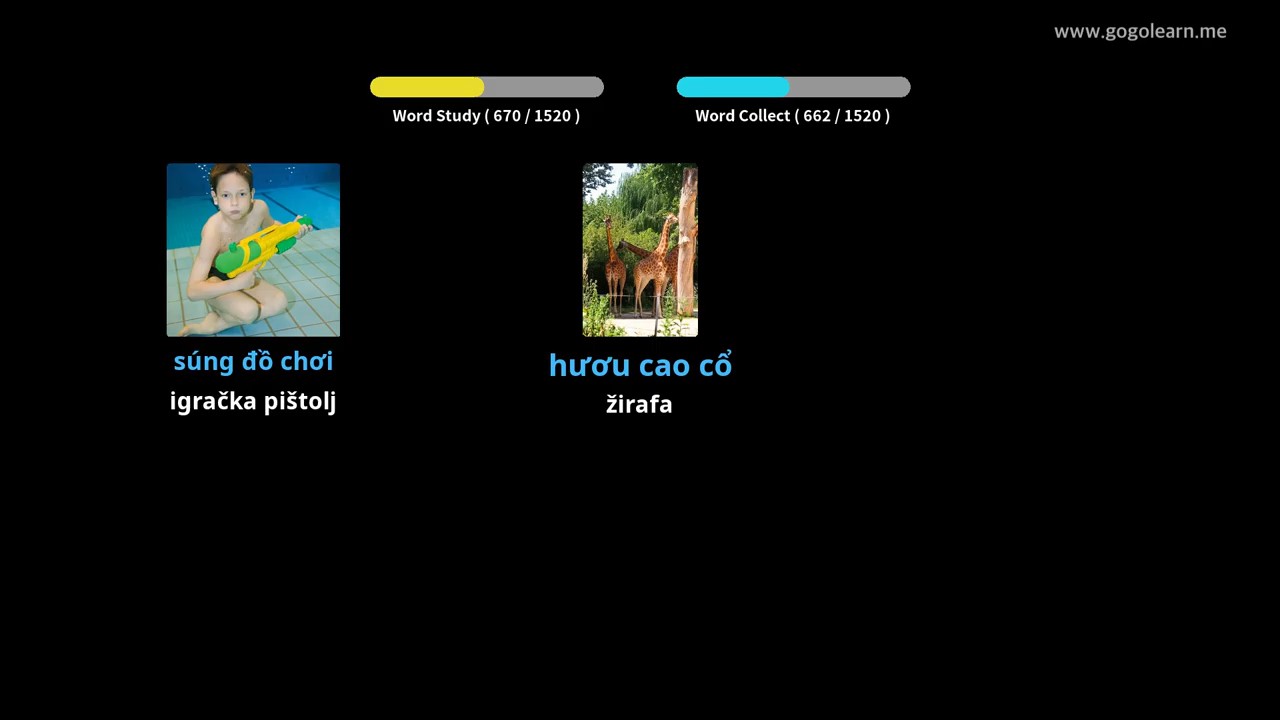 www.gogolearn.me
Word Study ( 670 / 1520 )
Word Collect ( 662 / 1520 )
súng đồ chơi
igračka pištolj
hươu cao cổ
žirafa